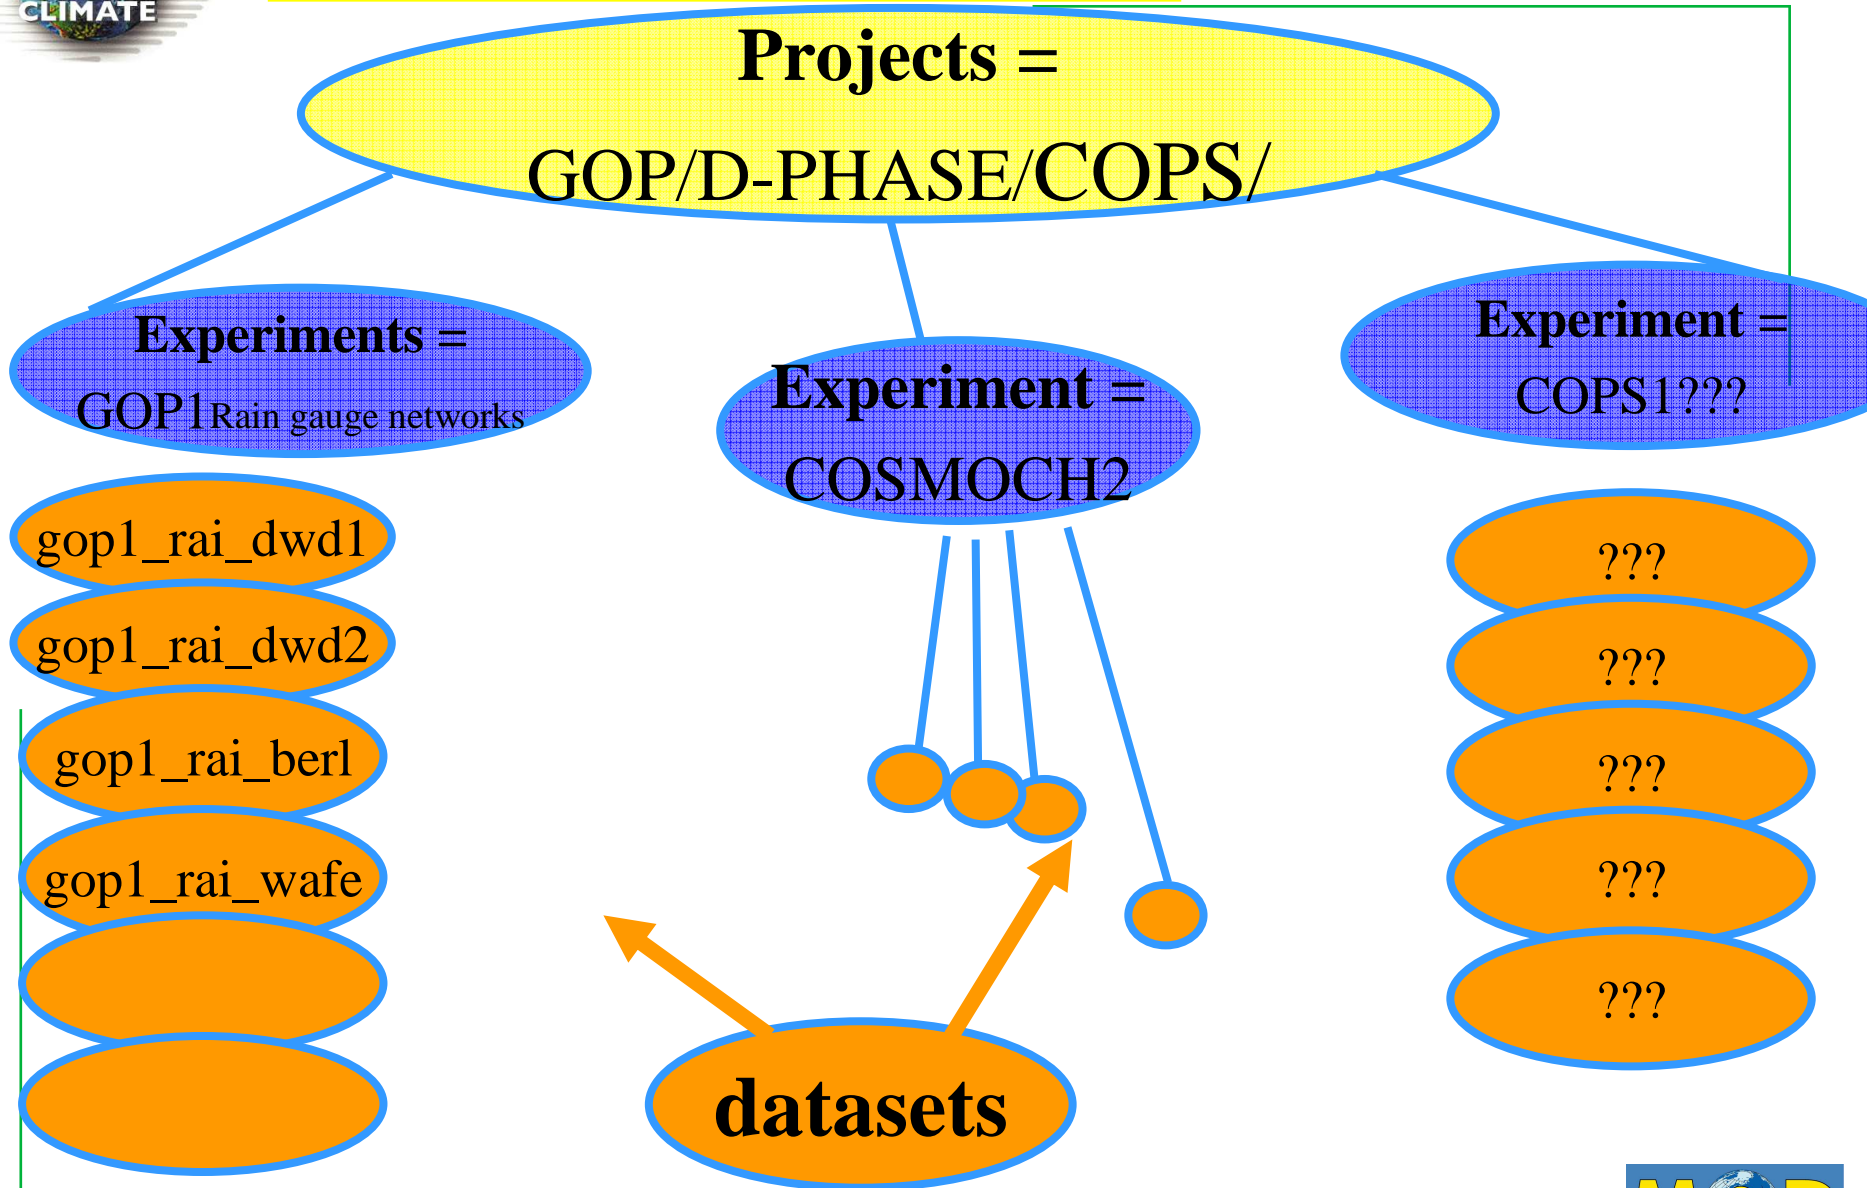 CLIMATE
Projects =
GOP/D-PHASE/COPS/
Experiments =
GOP1Rain gauge networks
Experiment =
COSMOCH2
Experiment =
COPS1???
gop1_rai_dwd1
gop1_rai_dwd2
gop1_rai_berl
gop1_rai_wafe
???
???
???
???
???
datasets